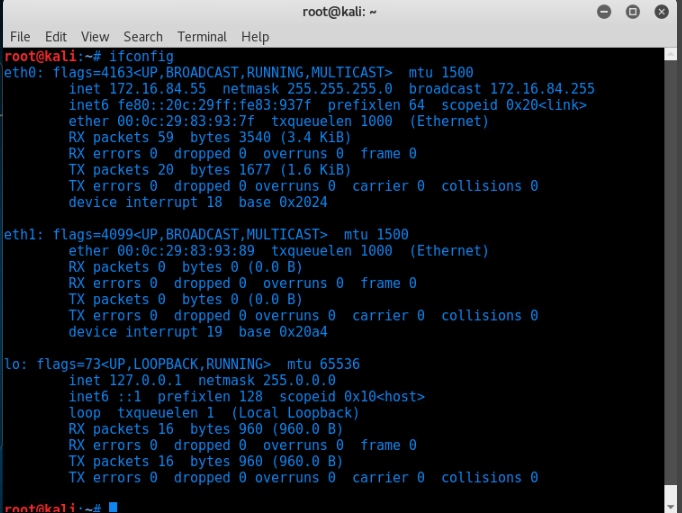 root@kali: ~
File Edit View Search Terminal Help
root@kali:~# ifconfig
eth0: flags=4163<UP,BROADCAST,RUNNING,MULTICAST>  mtu 1500
        inet 172.16.84.55  netmask 255.255.255.0  broadcast 172.16.84.255
        inet6 fe80::20c:29ff:fe83:937f  prefixlen 64  scopeid 0x20<link>
        ether 00:0c:29:83:93:7f  txqueuelen 1000  (Ethernet)
        RX packets 59  bytes 3540 (3.4 KiB)
        RX errors 0  dropped 0  overruns 0  frame 0
        TX packets 20  bytes 1677 (1.6 KiB)
        TX errors 0  dropped 0 overruns 0  carrier 0  collisions 0
        device interrupt 18  base 0x2024
eth1: flags=4099<UP,BROADCAST,MULTICAST>  mtu 1500
        ether 00:0c:29:83:93:89  txqueuelen 1000  (Ethernet)
        RX packets 0  bytes 0 (0.0 B)
        RX errors 0  dropped 0  overruns 0  frame 0
        TX packets 0  bytes 0 (0.0 B)
        TX errors 0  dropped 0 overruns 0  carrier 0  collisions 0
        device interrupt 19  base 0x20a4
lo: flags=73<UP,LOOPBACK,RUNNING>  mtu 65536
        inet 127.0.0.1  netmask 255.0.0.0
        inet6 ::1  prefixlen 128  scopeid 0x10<host>
        loop  txqueuelen 1  (Local Loopback)
        RX packets 16  bytes 960 (960.0 B)
        RX errors 0  dropped 0  overruns 0  frame 0
        TX packets 16  bytes 960 (960.0 B)
        TX errors 0  dropped 0 overruns 0  carrier 0  collisions 0
root@kali:~#